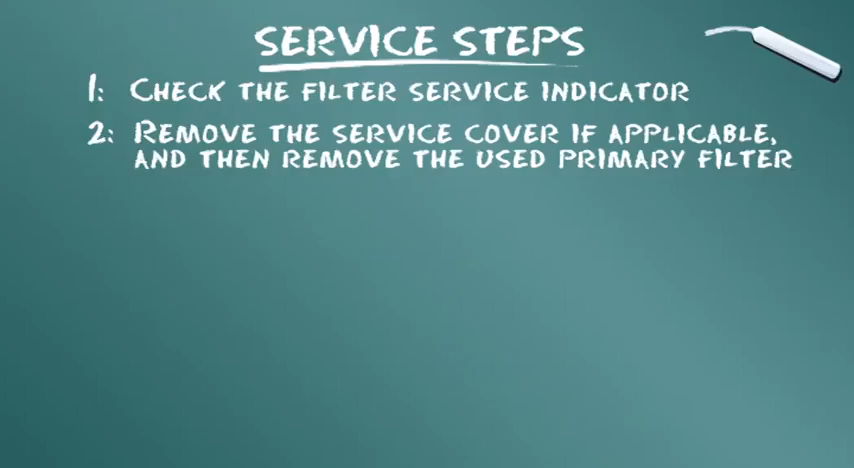 SERVICE STEPS
1: CHECK THE FILTER SERVICE INDICATOR
2: REMOVE THE SERVICE COVER IF APPLICABLE,
AND THEN REMOVE THE USED PRIMARY FILTER